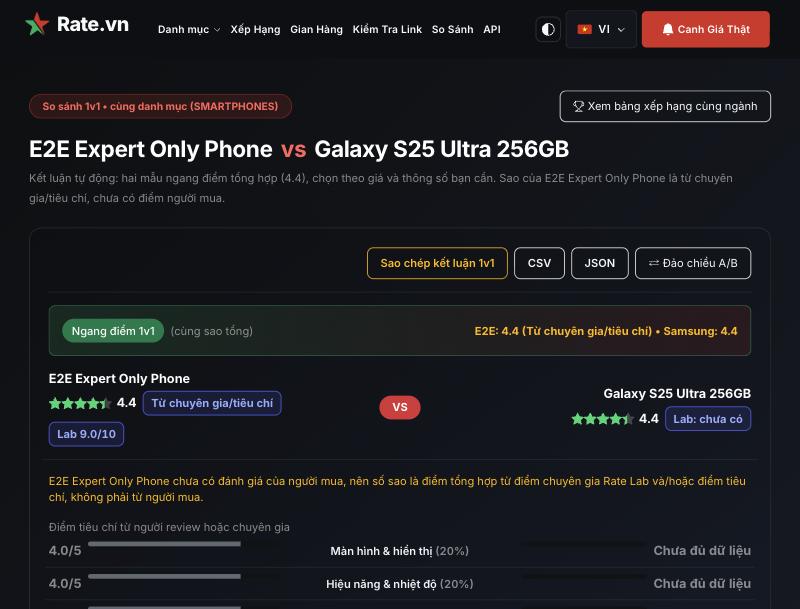 Rate.vn
Danh mục Xếp Hạng Gian Hàng Kiểm Tra Link So Sánh API
VI
Canh Giá Thật
So sánh 1v1 • cùng danh mục (SMARTPHONES)
Xem bảng xếp hạng cùng ngành
E2E Expert Only Phone vs Galaxy S25 Ultra 256GB
Kết luận tự động: hai mẫu ngang điểm tổng hợp (4.4), chọn theo giá và thông số bạn cần. Sao của E2E Expert Only Phone là từ chuyên
gia/tiêu chí, chưa có điểm người mua.
Sao chép kết luận 1v1
CSV
JSON
⇄ Đảo chiều A/B
Ngang điểm 1v1 (cùng sao tổng)
E2E: 4.4 (Từ chuyên gia/tiêu chí) • Samsung: 4.4
E2E Expert Only Phone
4.4 Từ chuyên gia/tiêu chí
Lab 9.0/10
VS
Galaxy S25 Ultra 256GB
4.4 Lab: chưa có
E2E Expert Only Phone chưa có đánh giá của người mua, nên số sao là điểm tổng hợp từ điểm chuyên gia Rate Lab và/hoặc điểm tiêu
chí, không phải từ người mua.
Điểm tiêu chí từ người review hoặc chuyên gia
4.0/5 Màn hình & hiển thị (20%) Chưa đủ dữ liệu
4.0/5 Hiệu năng & nhiệt độ (20%) Chưa đủ dữ liệu